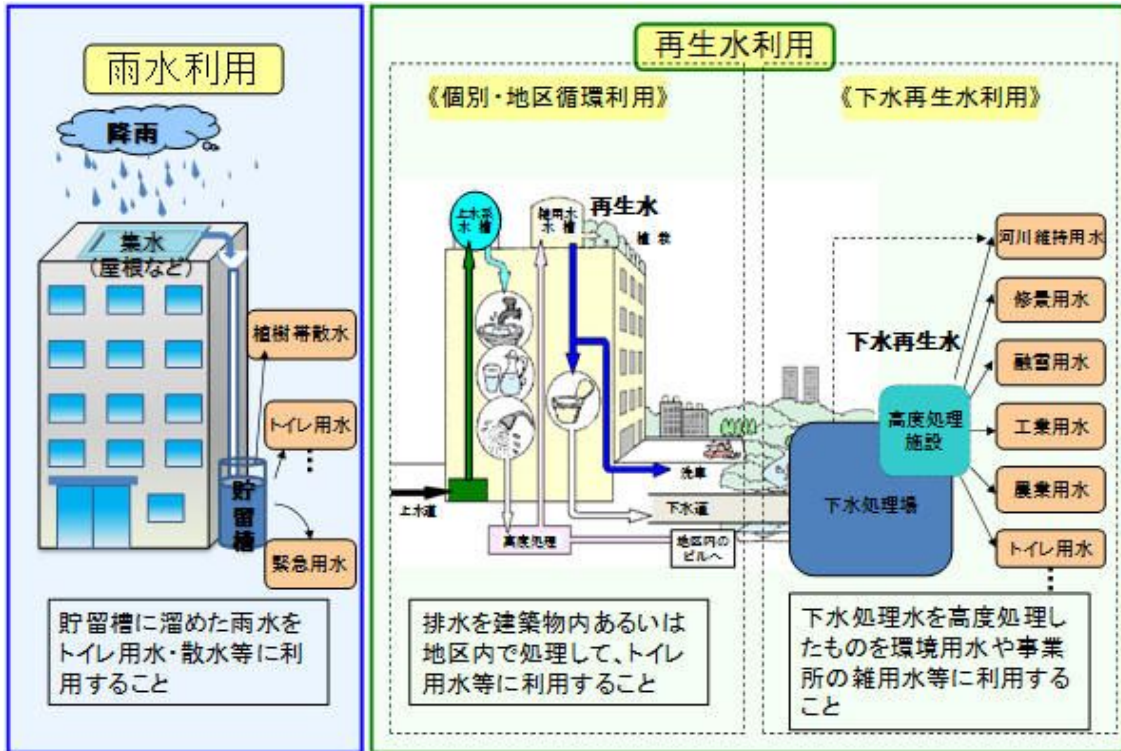 雨水利用
降雨
集水
(屋根など)
植樹帯散水
トイレ用水
貯留槽
緊急用水
貯留槽に溜めた雨水を
トイレ用水・散水等に利
用すること
再生水利用
《個別・地区循環利用》
上水系
水槽
雑用水
水槽
再生水
植栽
洗車
上水道
下水道
高度処理
地区内の
ビルへ
排水を建築物内あるいは
地区内で処理して、トイレ
用水等に利用すること
《下水再生水利用》
河川維持用水
修景用水
下水再生水
融雪用水
高度処理
施設
工業用水
農業用水
下水処理場
トイレ用水
下水処理水を高度処理し
たものを環境用水や事業
所の雑用水等に利用する
こと